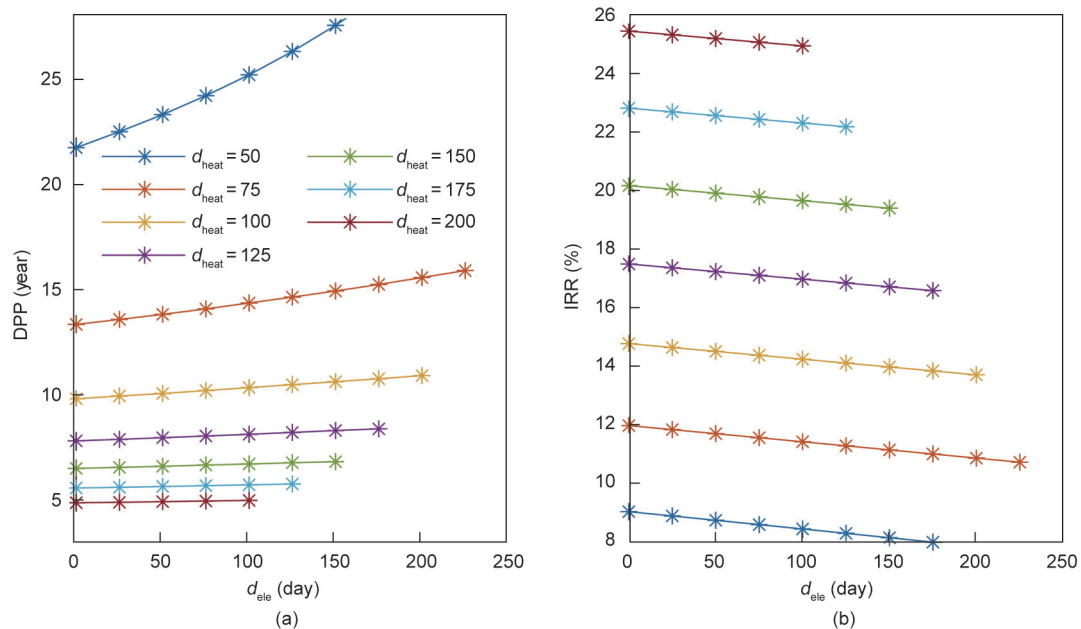 25
20
15
10
5
0 50 100 150 200 250
DPP (year)
d_heat = 50
d_heat = 75
d_heat = 100
d_heat = 125
d_heat = 150
d_heat = 175
d_heat = 200
d_ele (day)
(a)
26
24
22
20
18
16
14
12
10
8
0 50 100 150 200 250
IRR (%)
d_ele (day)
(b)